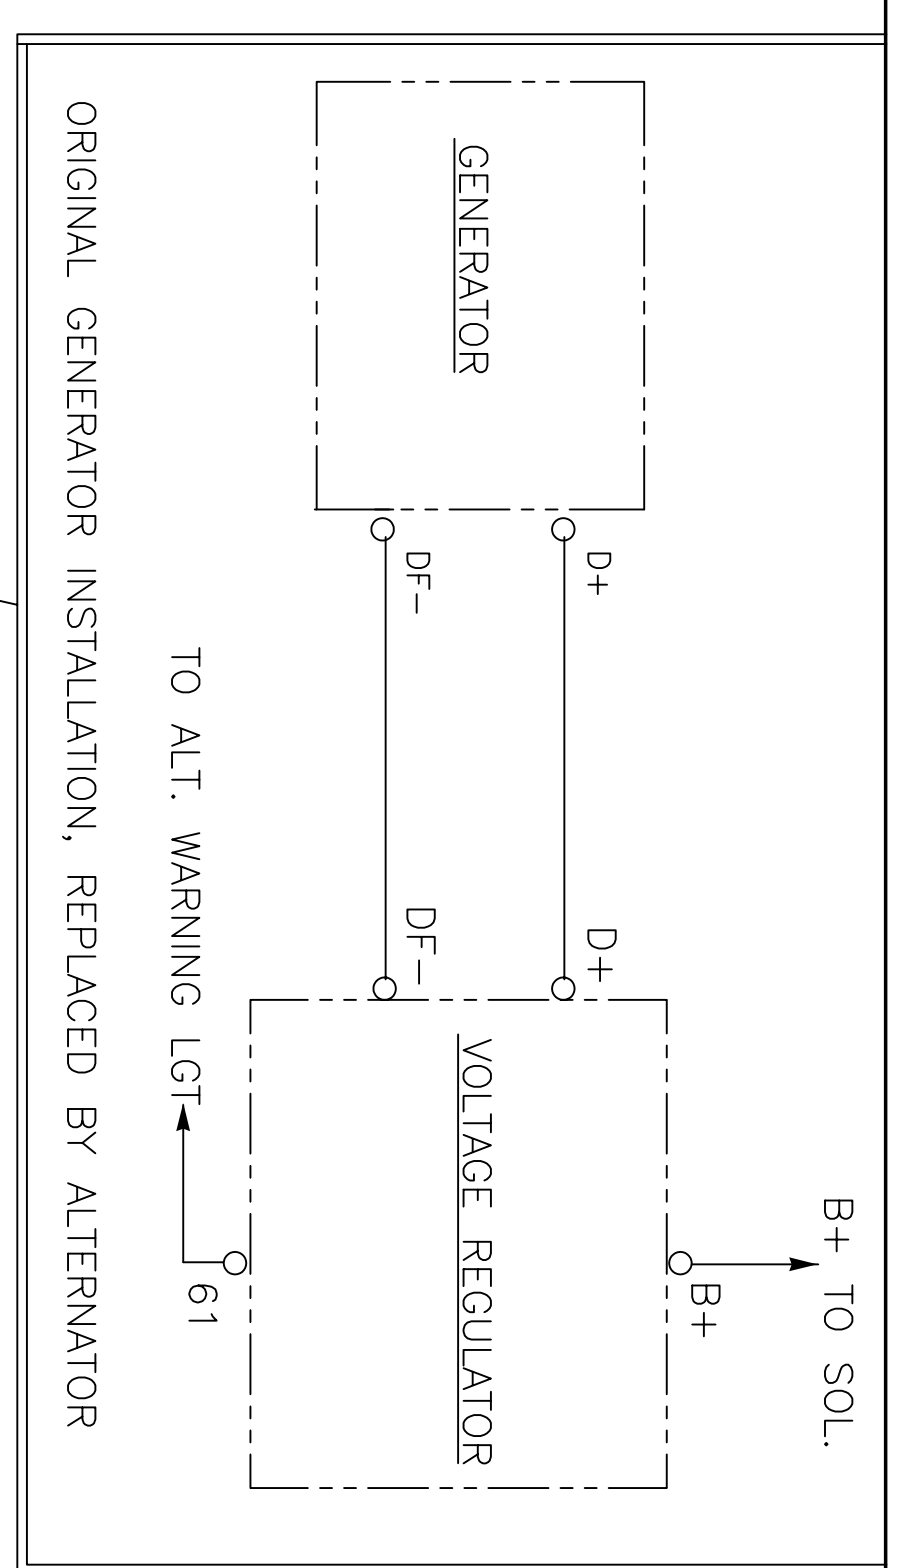 B+ TO SOL.
B+
GENERATOR
D+
D+
VOLTAGE REGULATOR
DF-
DF-
61
TO ALT. WARNING LGT
ORIGINAL GENERATOR INSTALLATION, REPLACED BY ALTERNATOR